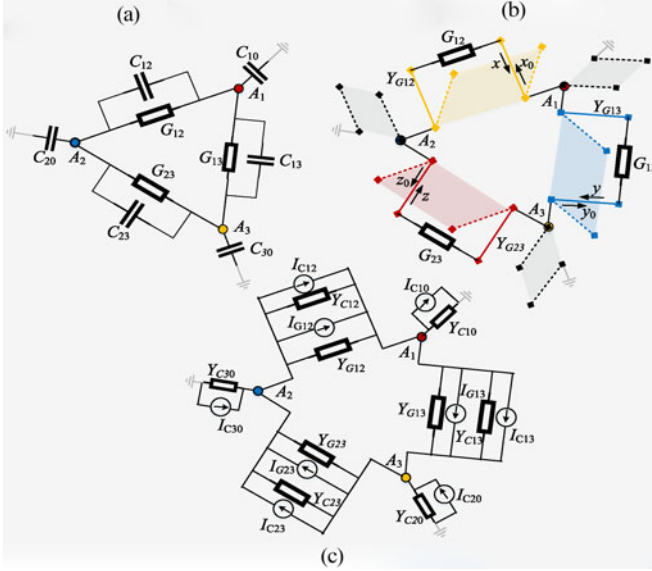 (a)
C10
C12
A1
G12
C20
A2
G13
C13
G23
C23
A3
C30
(b)
G12
YG12
x
x0
A1
YG13
A2
y
y0
z0
z
A3
G23
YG23
IC12
YC12
IG12
YG12
IC10
YC10
A1
YC30
A2
IC30
YG13
IG13
YC13
IC13
YG23
IG23
YC23
IC23
A3
IC20
YC20
(c)